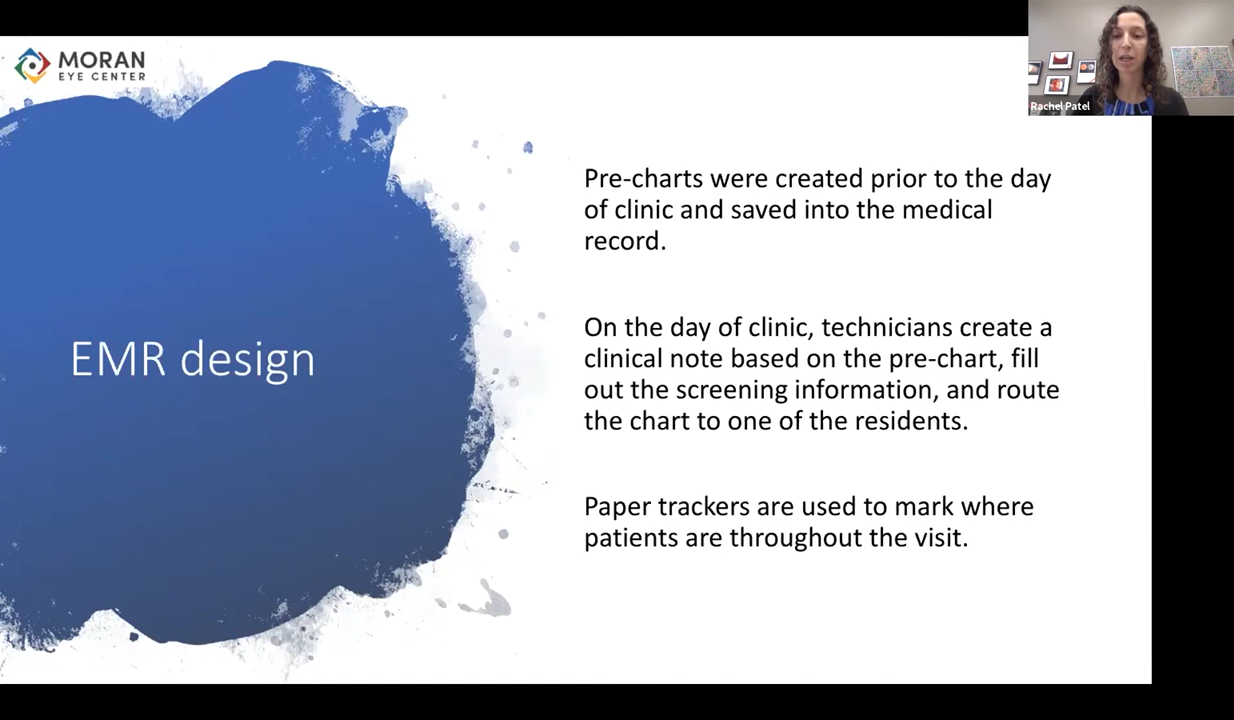 MORAN
EYE CENTER
Rachel Patel
EMR design
Pre-charts were created prior to the day
of clinic and saved into the medical
record.
On the day of clinic, technicians create a
clinical note based on the pre-chart, fill
out the screening information, and route
the chart to one of the residents.
Paper trackers are used to mark where
patients are throughout the visit.